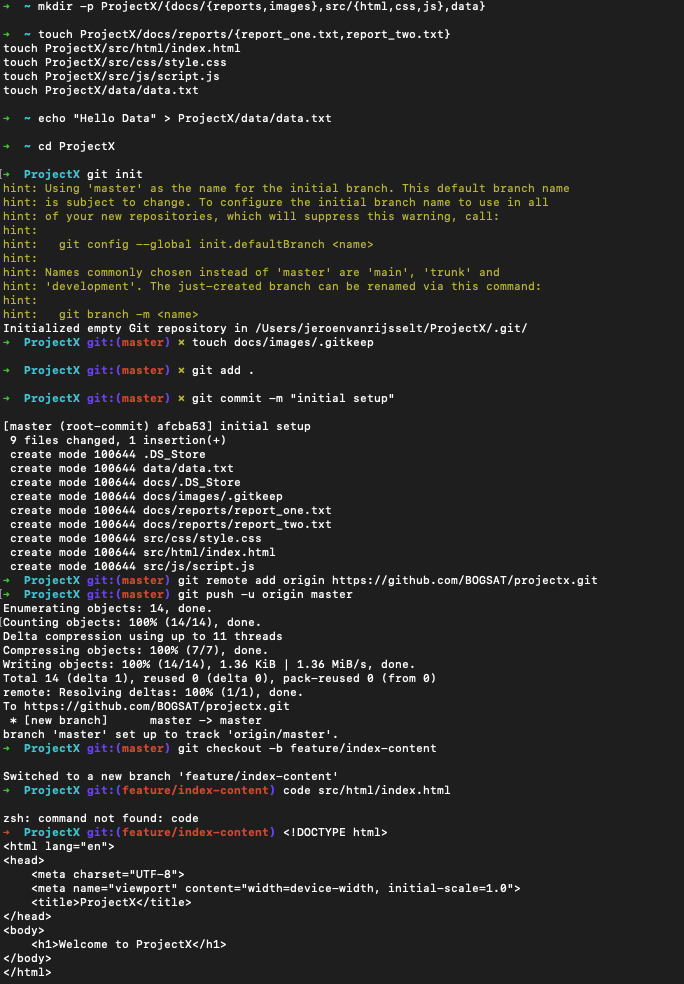 ➜  ~ mkdir -p ProjectX/{docs/{reports,images},src/{html,css,js},data}
➜  ~ touch ProjectX/docs/reports/{report_one.txt,report_two.txt}
touch ProjectX/src/html/index.html
touch ProjectX/src/css/style.css
touch ProjectX/src/js/script.js
touch ProjectX/data/data.txt
➜  ~ echo "Hello Data" > ProjectX/data/data.txt
➜  ~ cd ProjectX
[➜  ProjectX git init
hint: Using 'master' as the name for the initial branch. This default branch name
hint: is subject to change. To configure the initial branch name to use in all
hint: of your new repositories, which will suppress this warning, call:
hint:
hint:   git config --global init.defaultBranch <name>
hint:
hint: Names commonly chosen instead of 'master' are 'main', 'trunk' and
hint: 'development'. The just-created branch can be renamed via this command:
hint:
hint:   git branch -m <name>
Initialized empty Git repository in /Users/jeroenvanrijsselt/ProjectX/.git/
➜  ProjectX git:(master) ✗ touch docs/images/.gitkeep
➜  ProjectX git:(master) ✗ git add .
➜  ProjectX git:(master) ✗ git commit -m "initial setup"
[master (root-commit) afcba53] initial setup
 9 files changed, 1 insertion(+)
 create mode 100644 .DS_Store
 create mode 100644 data/data.txt
 create mode 100644 docs/.DS_Store
 create mode 100644 docs/images/.gitkeep
 create mode 100644 docs/reports/report_one.txt
 create mode 100644 docs/reports/report_two.txt
 create mode 100644 src/css/style.css
 create mode 100644 src/html/index.html
 create mode 100644 src/js/script.js
➜  ProjectX git:(master) git remote add origin https://github.com/BOGSAT/projectx.git
[➜  ProjectX git:(master) git push -u origin master
Enumerating objects: 14, done.
Counting objects: 100% (14/14), done.
Delta compression using up to 11 threads
Compressing objects: 100% (7/7), done.
Writing objects: 100% (14/14), 1.36 KiB | 1.36 MiB/s, done.
Total 14 (delta 1), reused 0 (delta 0), pack-reused 0 (from 0)
remote: Resolving deltas: 100% (1/1), done.
To https://github.com/BOGSAT/projectx.git
 * [new branch]      master -> master
branch 'master' set up to track 'origin/master'.
➜  ProjectX git:(master) git checkout -b feature/index-content
Switched to a new branch 'feature/index-content'
➜  ProjectX git:(feature/index-content) code src/html/index.html
zsh: command not found: code
➜  ProjectX git:(feature/index-content) <!DOCTYPE html>
<html lang="en">
<head>
    <meta charset="UTF-8">
    <meta name="viewport" content="width=device-width, initial-scale=1.0">
    <title>ProjectX</title>
</head>
<body>
    <h1>Welcome to ProjectX</h1>
</body>
</html>